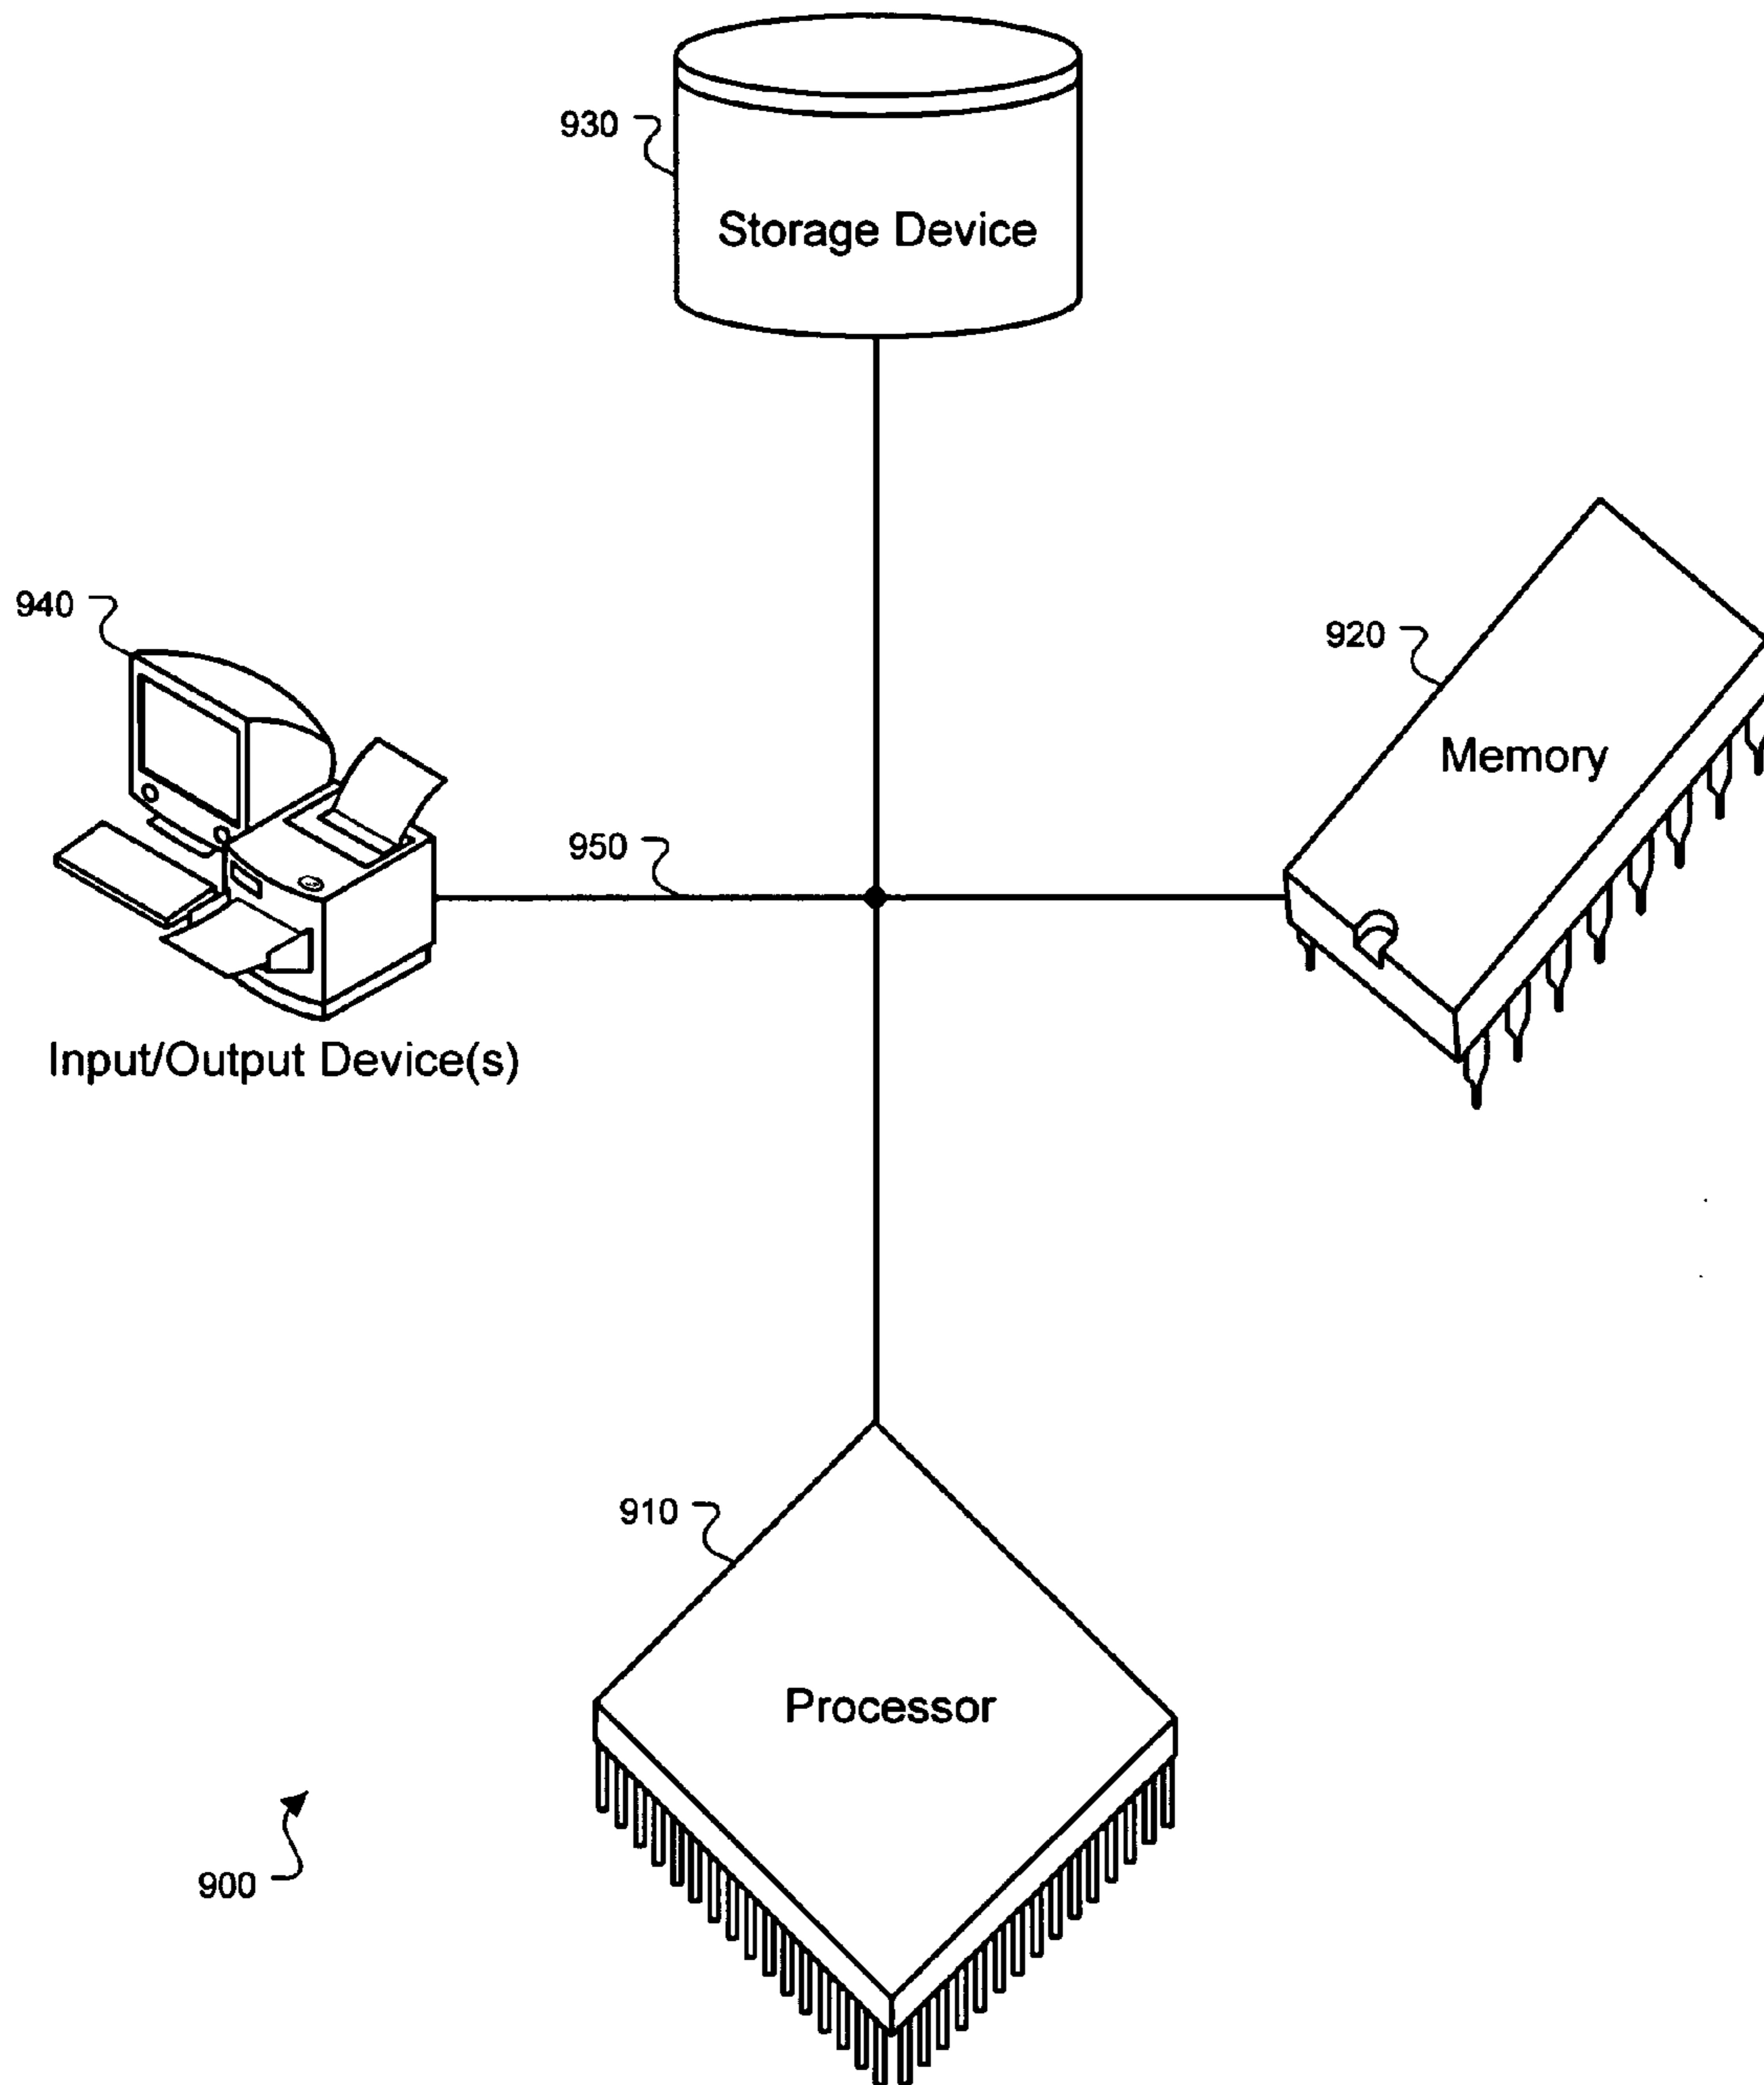 930
Storage Device
940
920
Memory
950
Input/Output Device(s)
910
Processor
900